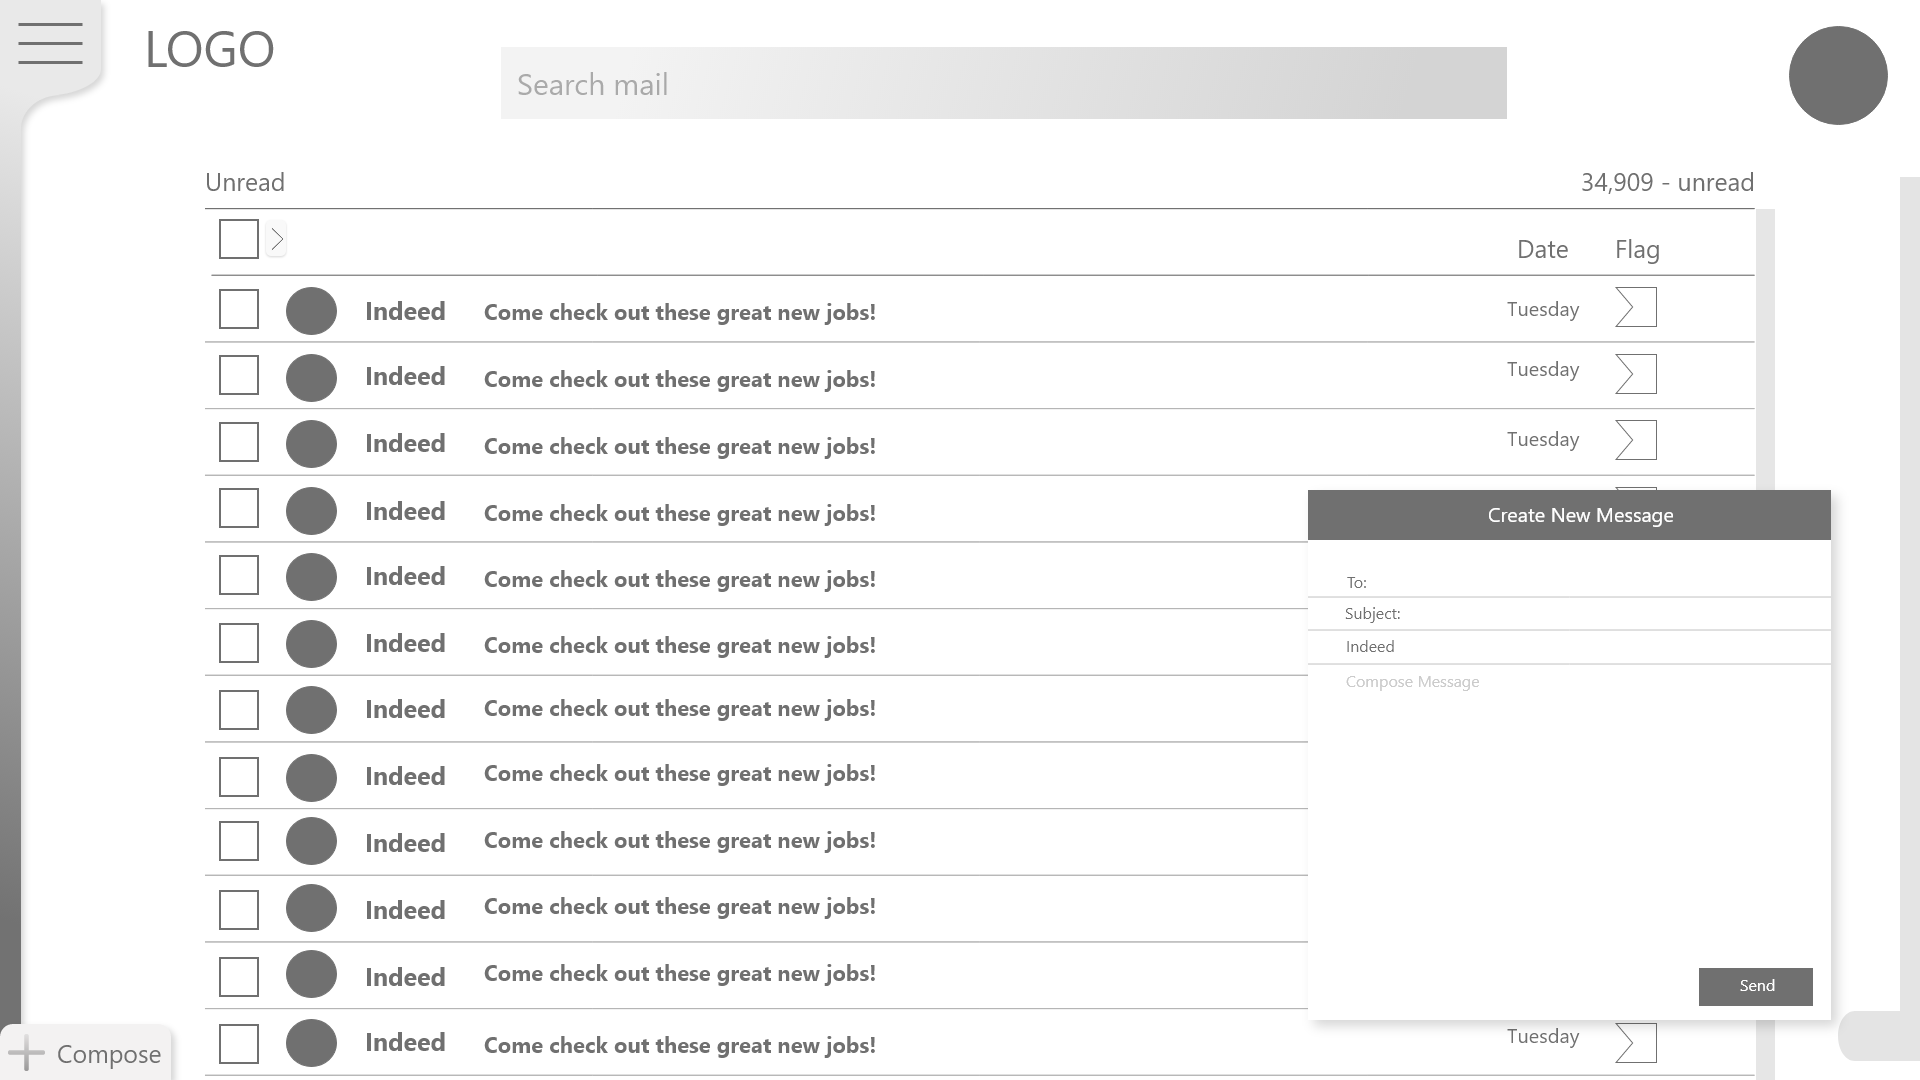 LOGO
Search mail
Unread
34,909 - unread
Date Flag
Indeed Come check out these great new jobs! Tuesday
Indeed Come check out these great new jobs! Tuesday
Indeed Come check out these great new jobs! Tuesday
Indeed Come check out these great new jobs!
Indeed Come check out these great new jobs!
Indeed Come check out these great new jobs!
Indeed Come check out these great new jobs!
Indeed Come check out these great new jobs!
Indeed Come check out these great new jobs!
Indeed Come check out these great new jobs!
Indeed Come check out these great new jobs!
Indeed Come check out these great new jobs! Tuesday
Create New Message
To:
Subject:
Indeed
Compose Message
Send
Compose